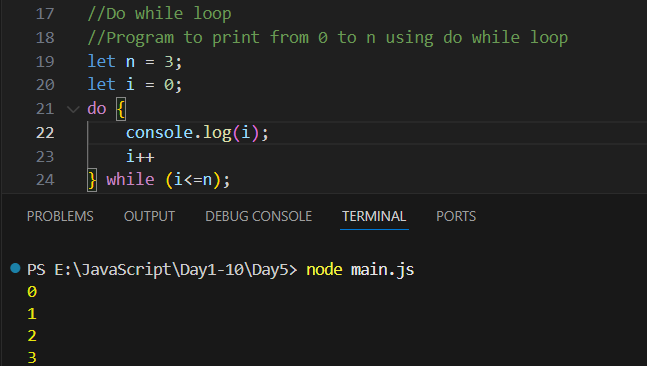 17 //Do while loop
18 //Program to print from 0 to n using do while loop
19 let n = 3;
20 let i = 0;
21 do {
22 console.log(i);
23 i++
24 } while (i<=n);
PROBLEMS OUTPUT DEBUG CONSOLE TERMINAL PORTS
PS E:\JavaScript\Day1-10\Day5> node main.js
0
1
2
3